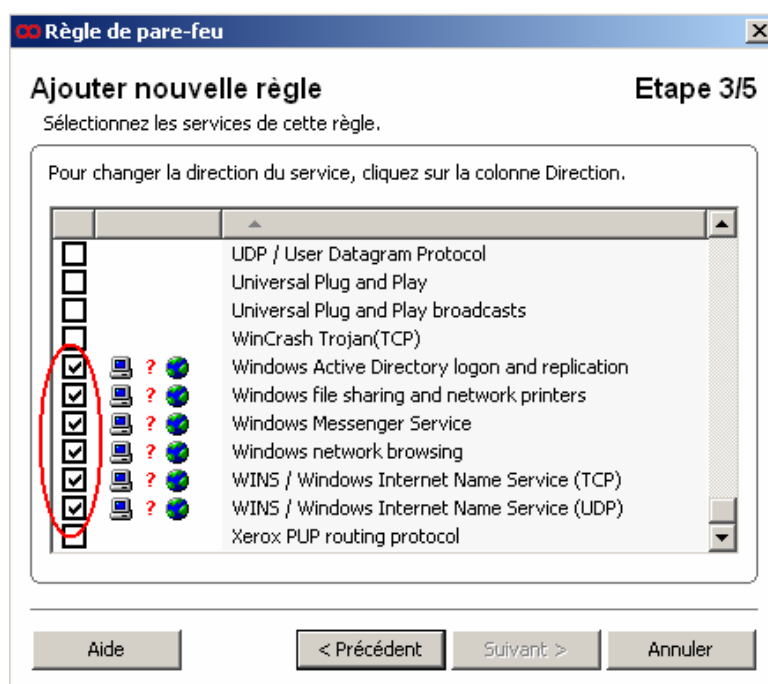 Règle de pare-feu
Ajouter nouvelle règle
Etape 3/5
Sélectionnez les services de cette règle.
Pour changer la direction du service, cliquez sur la colonne Direction.
UDP / User Datagram Protocol
Universal Plug and Play
Universal Plug and Play broadcasts
WinCrash Trojan(TCP)
? Windows Active Directory logon and replication
? Windows file sharing and network printers
? Windows Messenger Service
? Windows network browsing
? WINS / Windows Internet Name Service (TCP)
? WINS / Windows Internet Name Service (UDP)
Xerox PUP routing protocol
Aide
< Précédent
Suivant >
Annuler